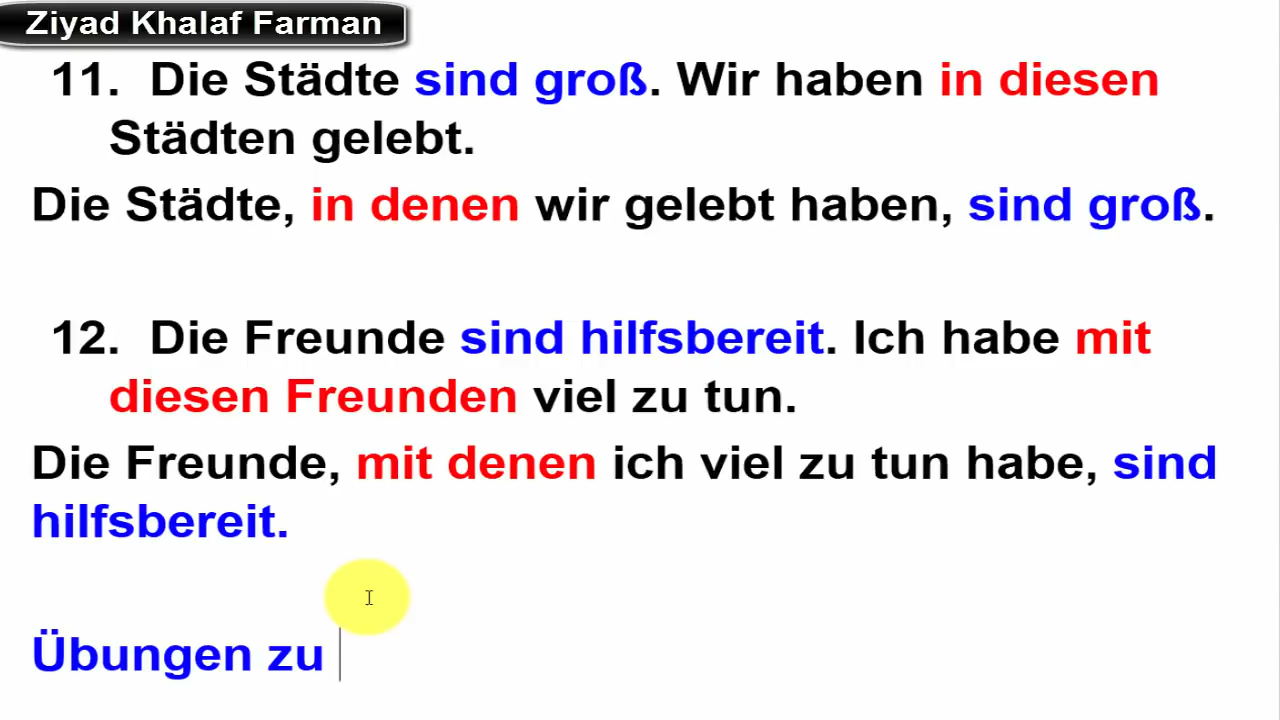 Ziyad Khalaf Farman
11. Die Städte sind groß. Wir haben in diesen
Städten gelebt.
Die Städte, in denen wir gelebt haben, sind groß.
12. Die Freunde sind hilfsbereit. Ich habe mit
diesen Freunden viel zu tun.
Die Freunde, mit denen ich viel zu tun habe, sind
hilfsbereit.
Übungen zu